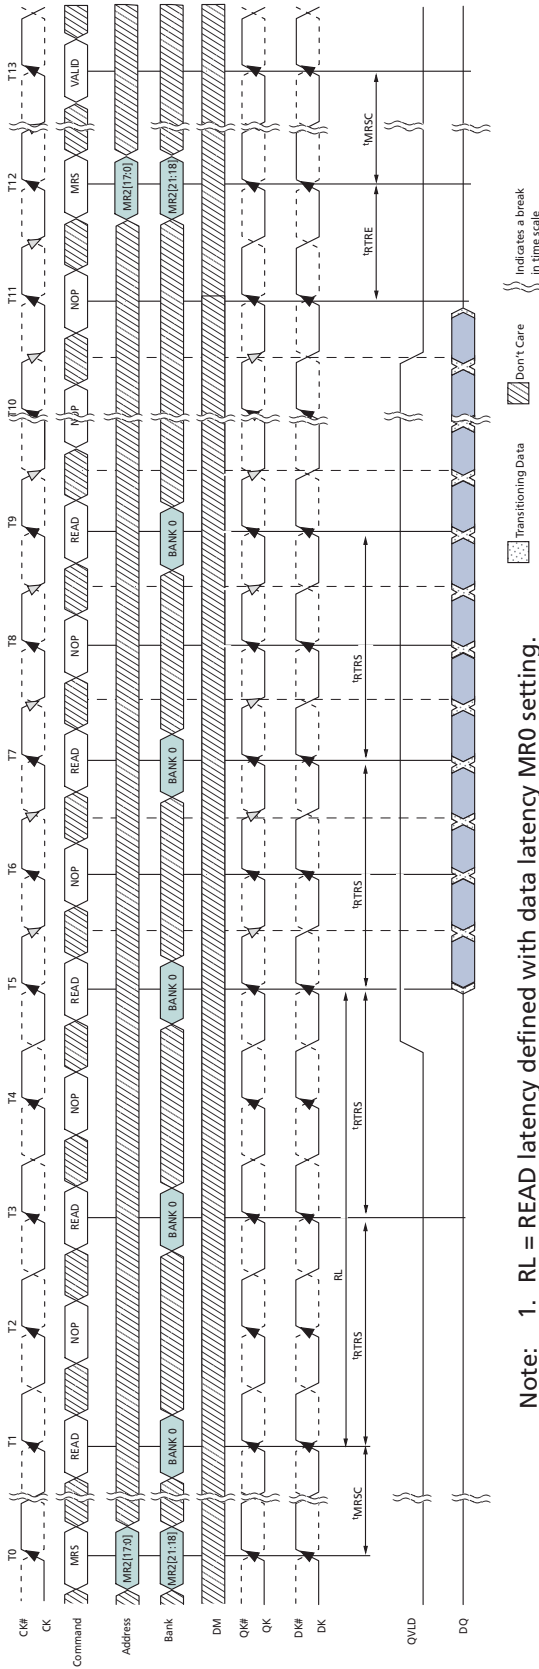 T0 T1 T2 T3 T4 T5 T6 T7 T8 T9 T10 T11 T12 T13
CK#
CK
Command MRS READ NOP READ NOP READ NOP READ NOP READ NOP NOP MRS VALID
Address MR2[17:0] MR2[17:0]
Bank MR2[21:18] BANK 0 BANK 0 BANK 0 BANK 0 BANK 0 MR2[21:18]
DM
QK#
QK
DK#
DK
RL
tMRSC tRTRS tRTRS tRTRS tRTRS tRTRE tMRSC
QVLD
DQ
Transitioning Data Don't Care Indicates a break
in time scale
Note: 1. RL = READ latency defined with data latency MR0 setting.